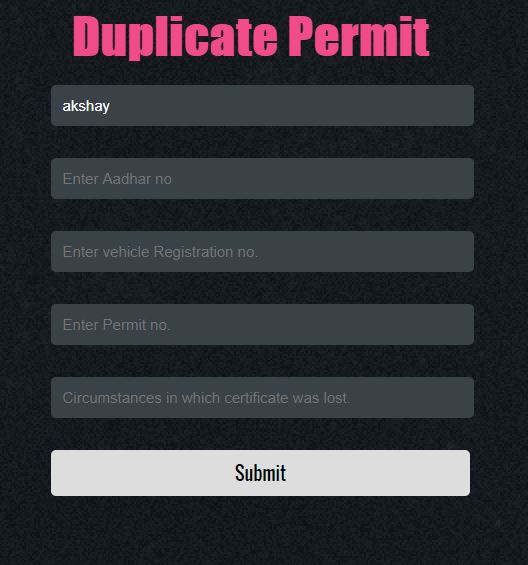 Duplicate Permit
akshay
Enter Aadhar no
Enter vehicle Registration no.
Enter Permit no.
Circumstances in which certificate was lost.
Submit